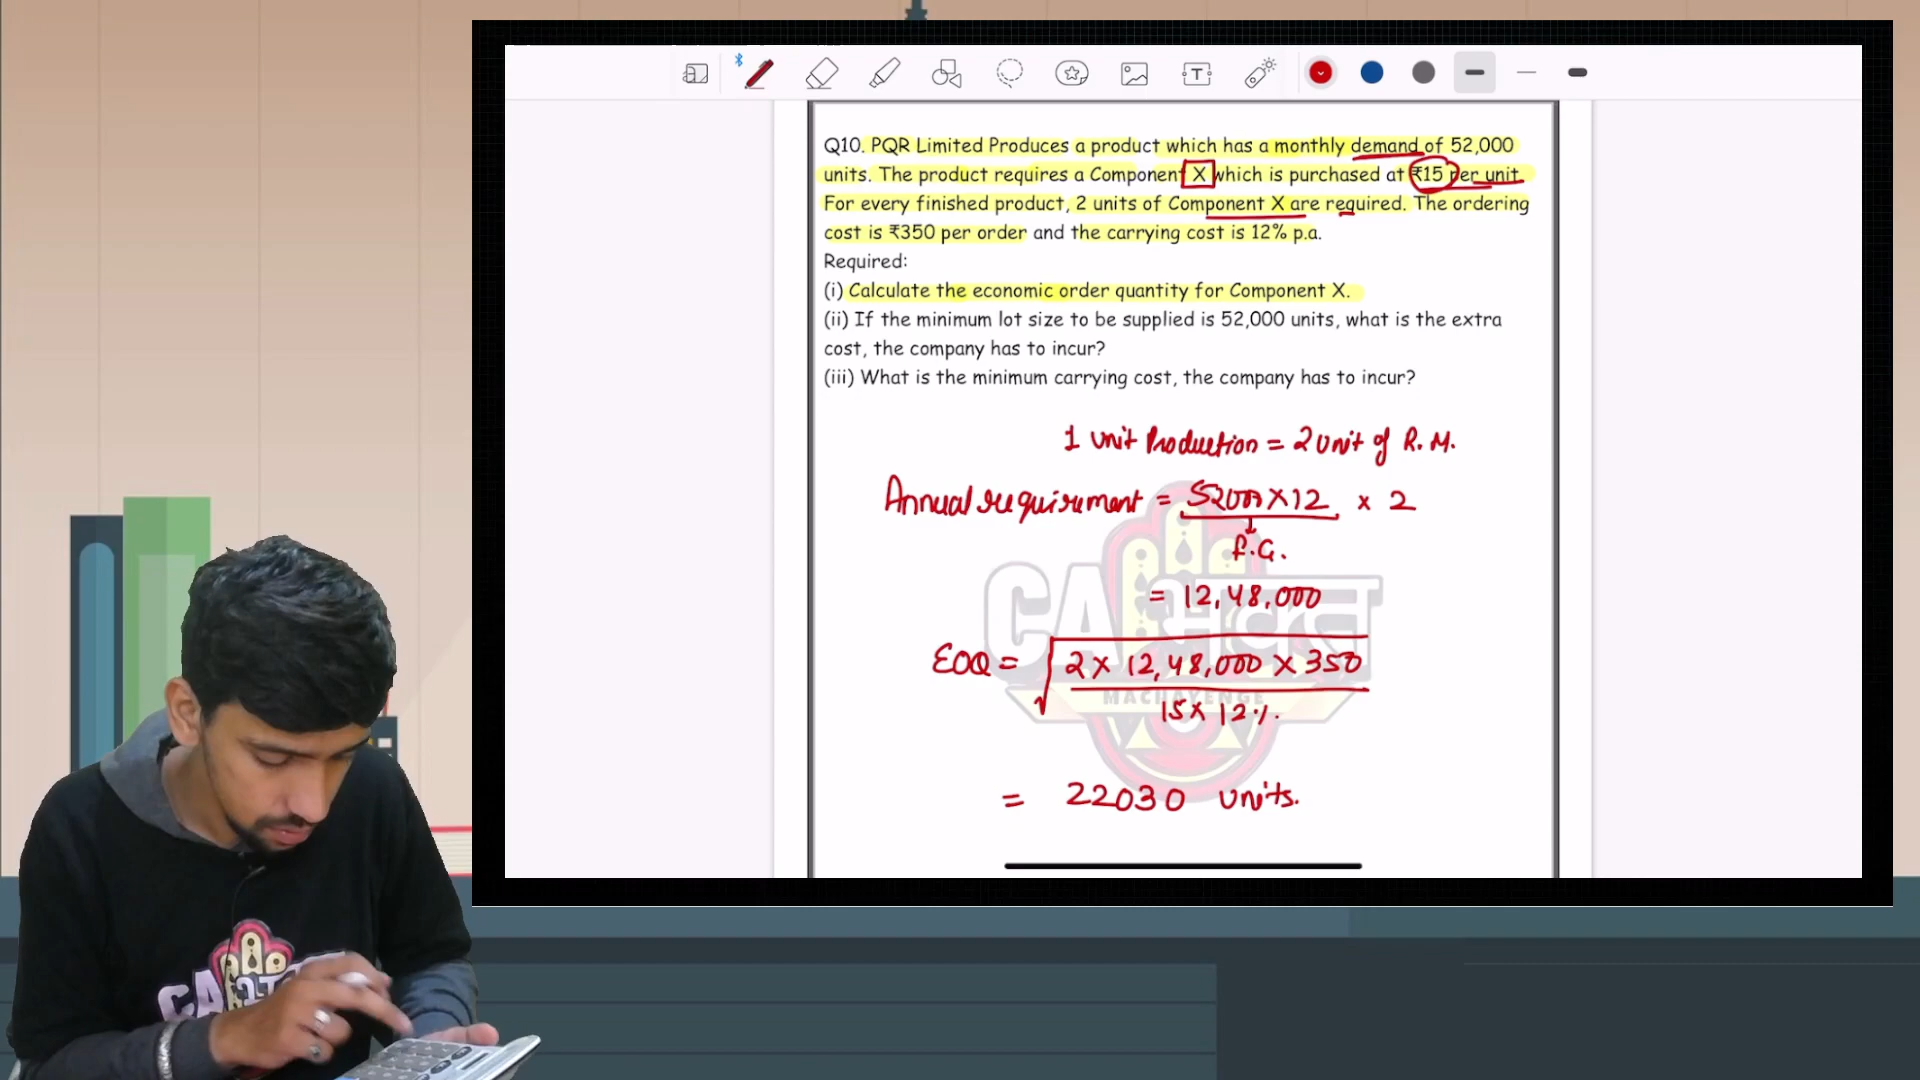 Q10. PQR Limited Produces a product which has a monthly demand of 52,000
units. The product requires a Component X which is purchased at ₹15 per unit.
For every finished product, 2 units of Component X are required. The ordering
cost is ₹350 per order and the carrying cost is 12% p.a.
Required:
(i) Calculate the economic order quantity for Component X.
(ii) If the minimum lot size to be supplied is 52,000 units, what is the extra
cost, the company has to incur?
(iii) What is the minimum carrying cost, the company has to incur?
1 unit Production = 2 unit of R.M.
Annual requirement = 52000 × 12 × 2
F.G.
= 12,48,000
EOQ = √ 2 × 12,48,000 × 350
15 × 12%
= 22030 units.
CA भक्त
MACHAYENGE
CA